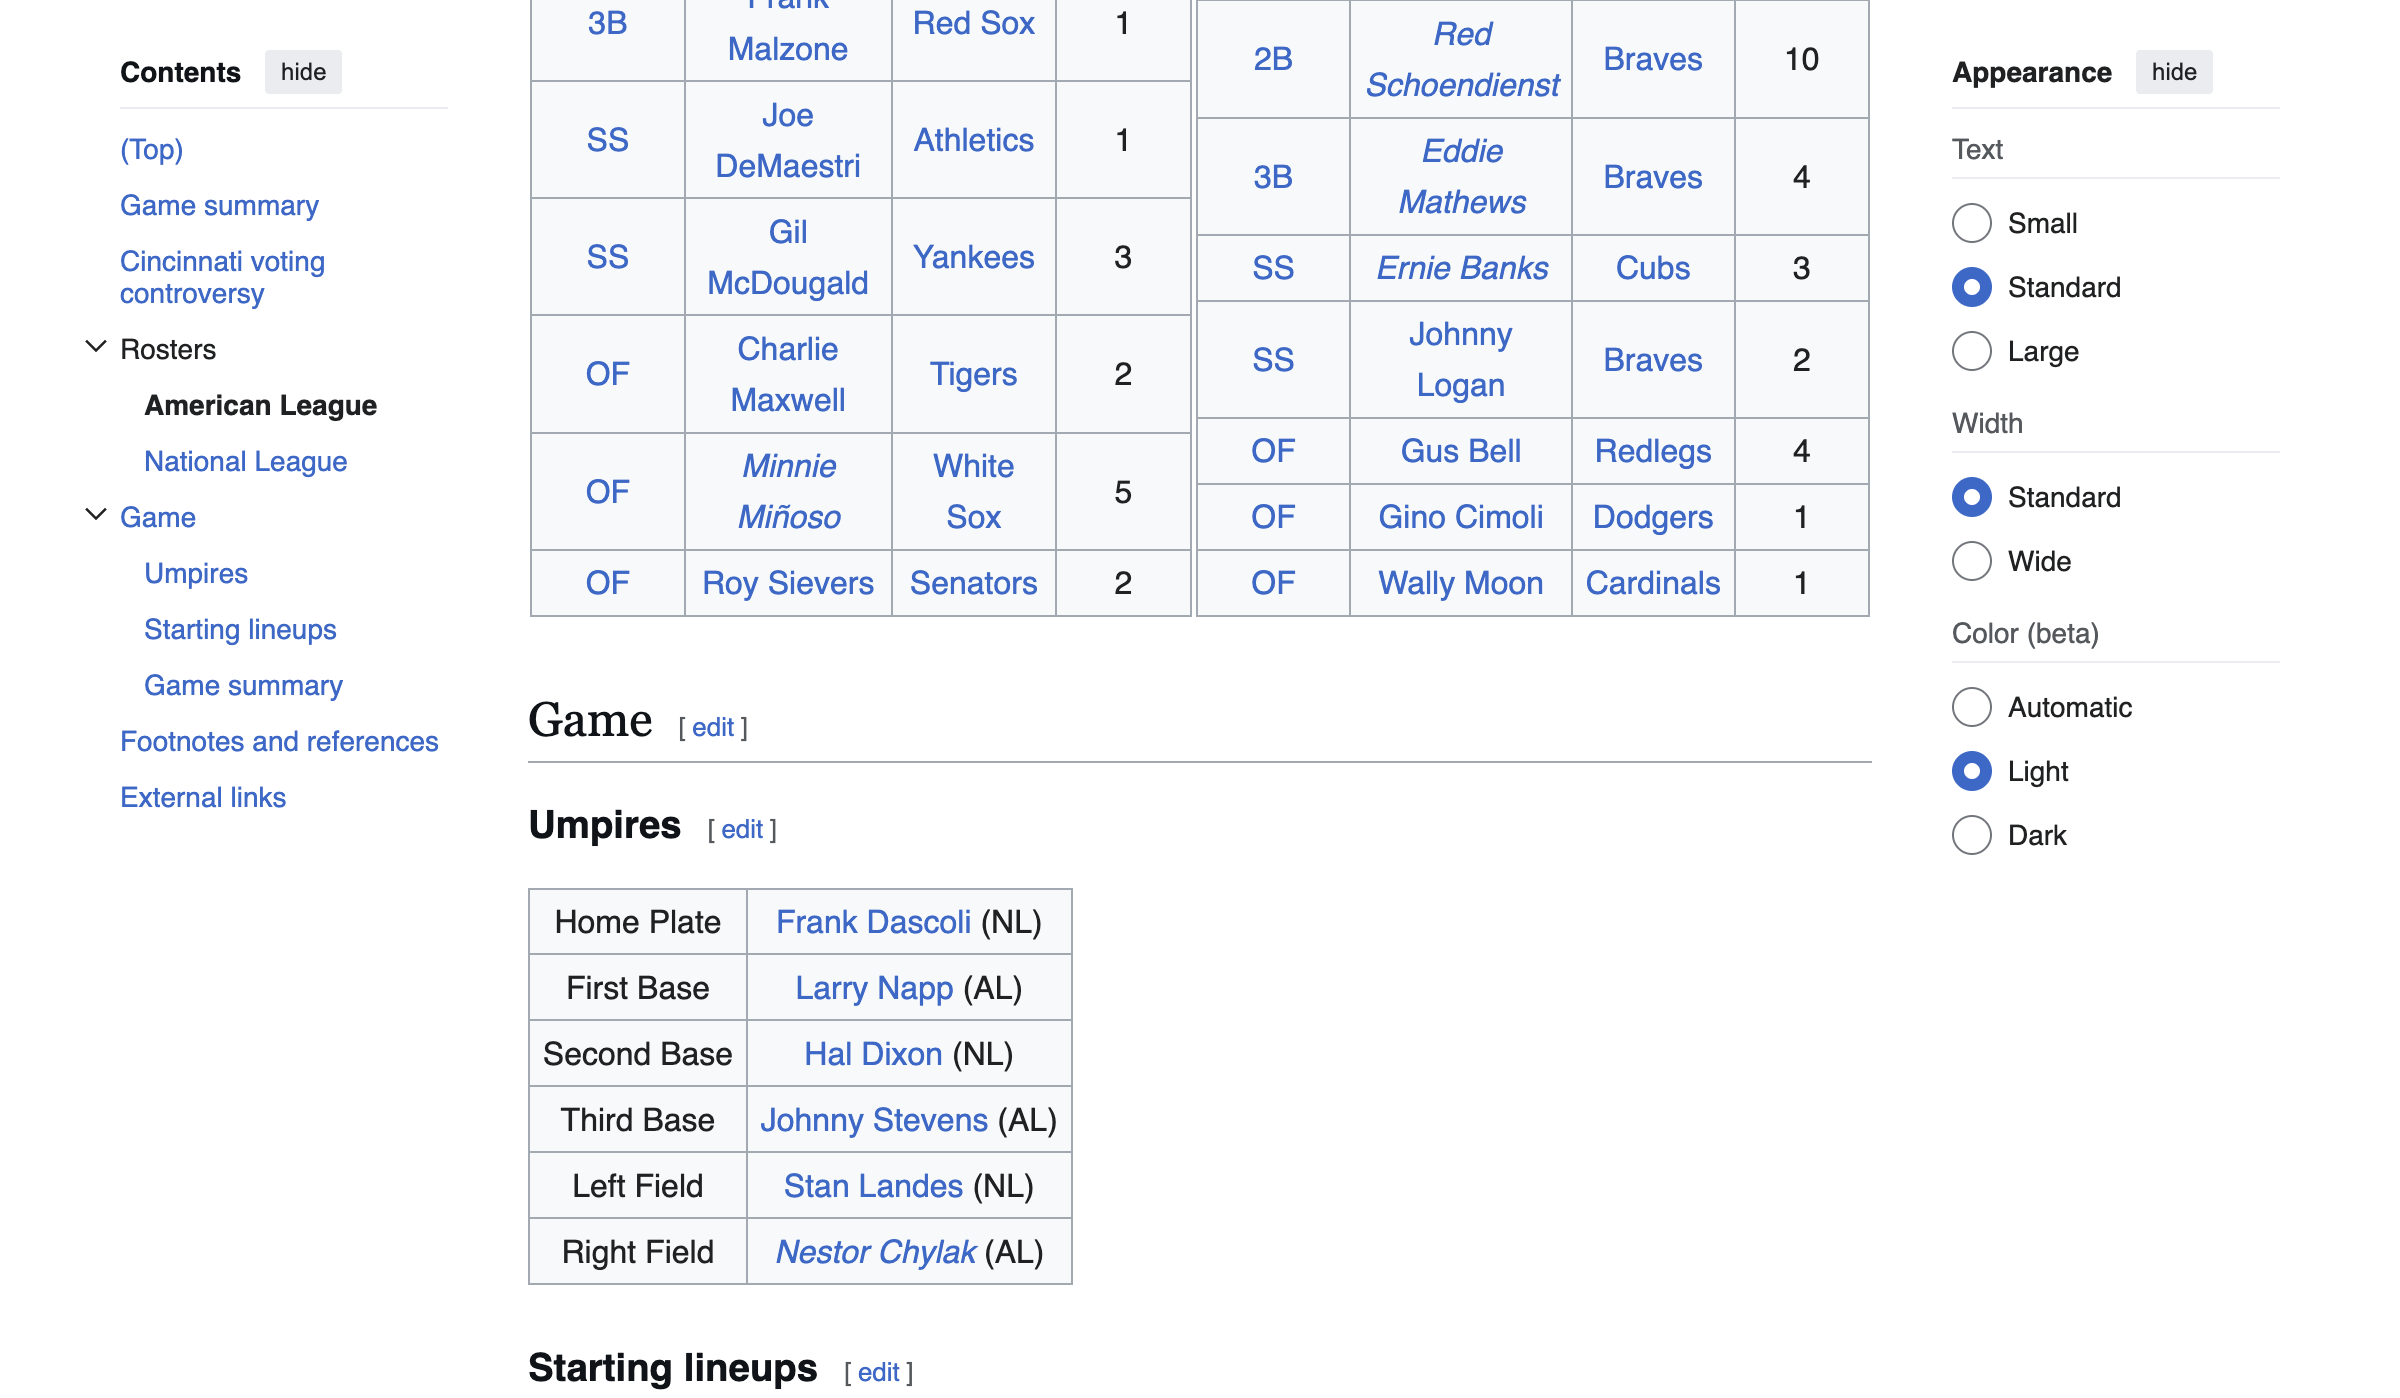 Contents hide
(Top)
Game summary
Cincinnati voting
controversy
Rosters
American League
National League
Game
Umpires
Starting lineups
Game summary
Footnotes and references
External links
3B Frank Malzone Red Sox 1
SS Joe DeMaestri Athletics 1
SS Gil McDougald Yankees 3
OF Charlie Maxwell Tigers 2
OF Minnie Miñoso White Sox 5
OF Roy Sievers Senators 2
2B Red Schoendienst Braves 10
3B Eddie Mathews Braves 4
SS Ernie Banks Cubs 3
SS Johnny Logan Braves 2
OF Gus Bell Redlegs 4
OF Gino Cimoli Dodgers 1
OF Wally Moon Cardinals 1
Game [ edit ]
Umpires [ edit ]
Home Plate Frank Dascoli (NL)
First Base Larry Napp (AL)
Second Base Hal Dixon (NL)
Third Base Johnny Stevens (AL)
Left Field Stan Landes (NL)
Right Field Nestor Chylak (AL)
Starting lineups [ edit ]
Appearance hide
Text
Small
Standard
Large
Width
Standard
Wide
Color (beta)
Automatic
Light
Dark